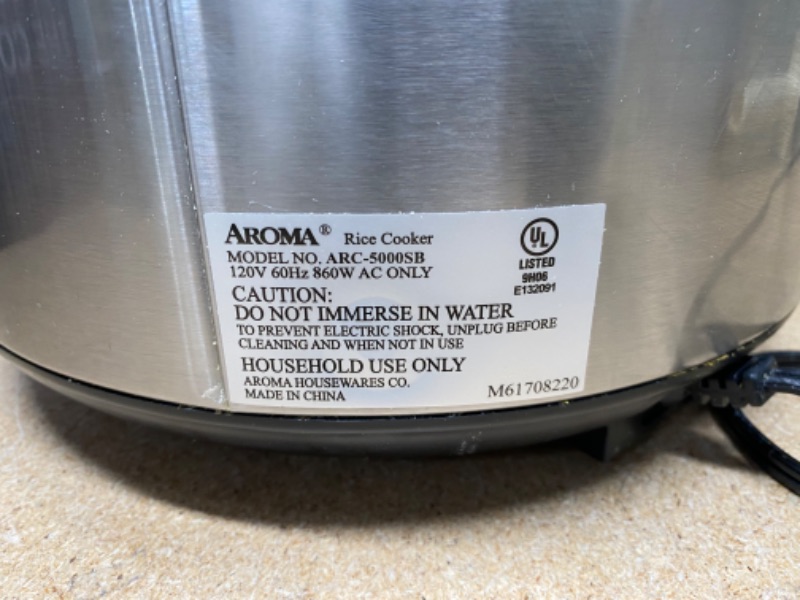 AROMA® Rice Cooker
MODEL NO. ARC-5000SB
120V 60Hz 860W AC ONLY
UL
LISTED
9H06
E132091
CAUTION:
DO NOT IMMERSE IN WATER
TO PREVENT ELECTRIC SHOCK, UNPLUG BEFORE
CLEANING AND WHEN NOT IN USE
HOUSEHOLD USE ONLY
AROMA HOUSEWARES CO.
MADE IN CHINA
M61708220